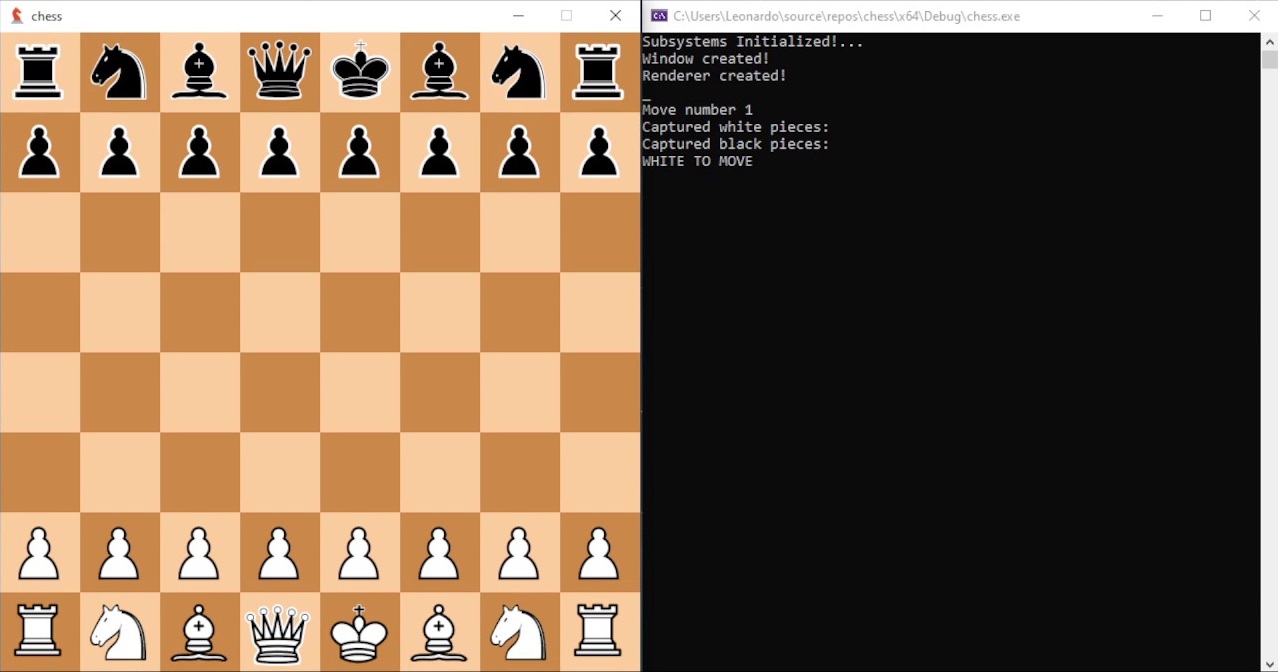 chess
C:\Users\Leonardo\source\repos\chess\x64\Debug\chess.exe
Subsystems Initialized!...
Window created!
Renderer created!
_
Move number 1
Captured white pieces:
Captured black pieces:
WHITE TO MOVE